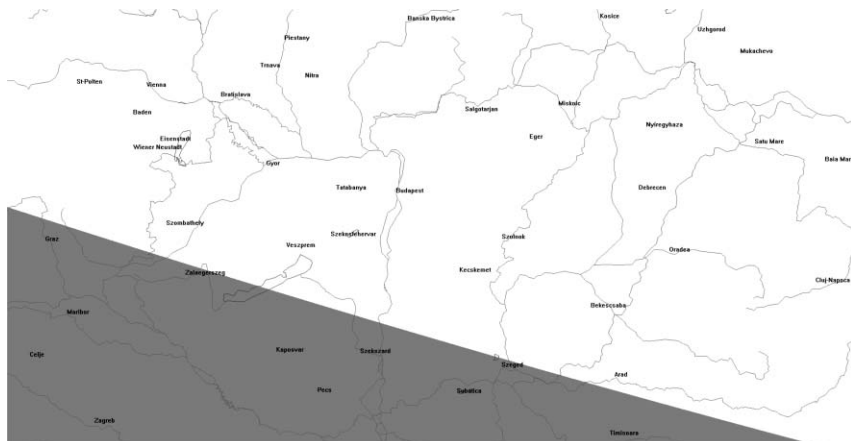 Banska Bystrica
Kosice
Uzhgorod
Piestany
Mukachevo
Trnava
Nitra
St-Polten
Vienna
Bratislava
Miskolc
Salgotarjan
Baden
Nyiregyhaza
Eger
Eisenstadt
Wiener Neustadt
Satu Mare
Gyor
Baia Mar
Tatabanya
Budapest
Debrecen
Szombathely
Szekesfehervar
Szolnok
Graz
Veszprem
Oradea
Zalaegerszeg
Kecskemet
Cluj-Napoca
Bekescsaba
Maribor
Kaposvar
Szekszard
Celje
Szeged
Arad
Pecs
Subotica
Zagreb
Timisoara